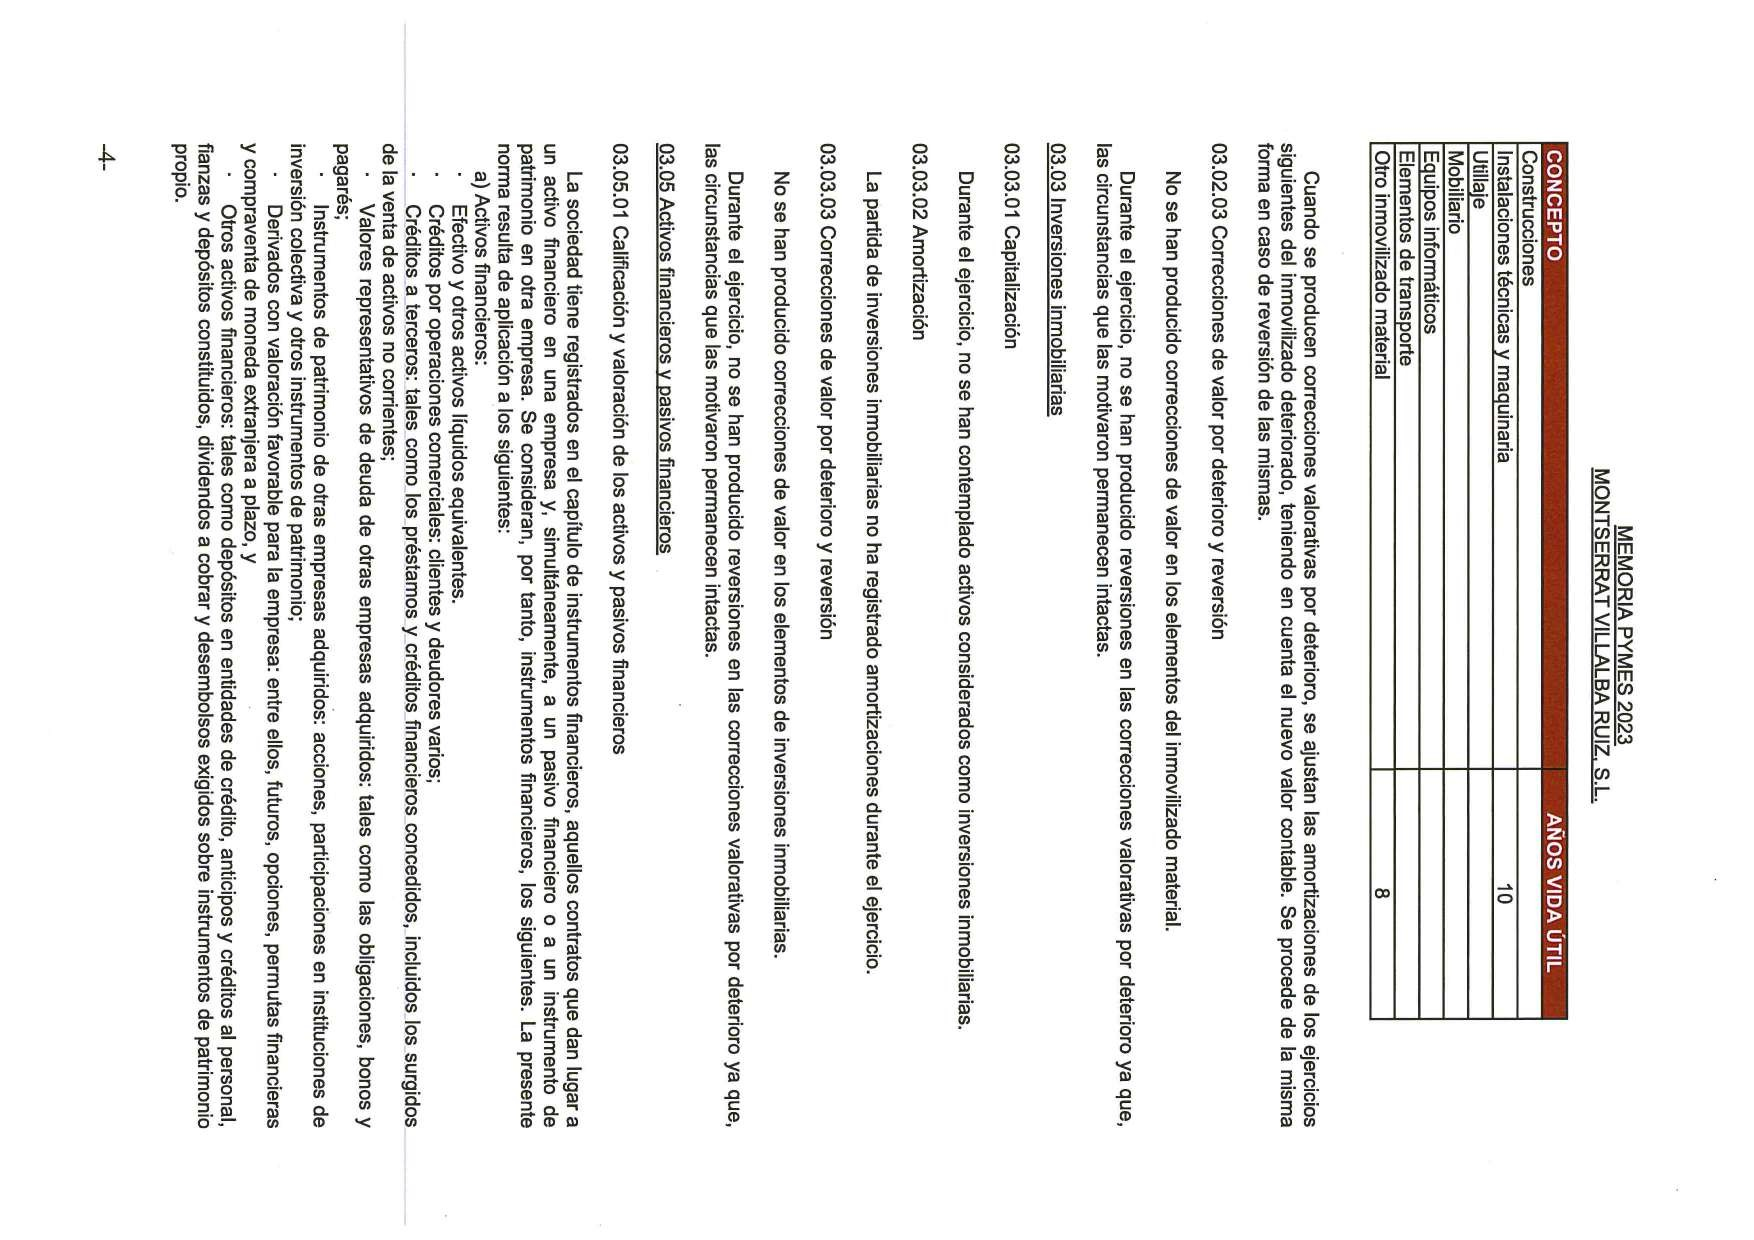 MEMORIA PYMES 2023
MONTSERRAT VILLALBA RUIZ, S.L.
CONCEPTO AÑOS VIDA ÚTIL
Construcciones
Instalaciones técnicas y maquinaria 10
Utillaje
Mobiliario
Equipos informáticos
Elementos de transporte
Otro inmovilizado material 8
Cuando se producen correcciones valorativas por deterioro, se ajustan las amortizaciones de los ejercicios
siguientes del inmovilizado deteriorado, teniendo en cuenta el nuevo valor contable. Se procede de la misma
forma en caso de reversión de las mismas.
03.02.03 Correcciones de valor por deterioro y reversión
No se han producido correcciones de valor en los elementos del inmovilizado material.
Durante el ejercicio, no se han producido reversiones en las correcciones valorativas por deterioro ya que,
las circunstancias que las motivaron permanecen intactas.
03.03 Inversiones inmobiliarias
03.03.01 Capitalización
Durante el ejercicio, no se han contemplado activos considerados como inversiones inmobiliarias.
03.03.02 Amortización
La partida de inversiones inmobiliarias no ha registrado amortizaciones durante el ejercicio.
03.03.03 Correcciones de valor por deterioro y reversión
No se han producido correcciones de valor en los elementos de inversiones inmobiliarias.
Durante el ejercicio, no se han producido reversiones en las correcciones valorativas por deterioro ya que,
las circunstancias que las motivaron permanecen intactas.
03.05 Activos financieros y pasivos financieros
03.05.01 Calificación y valoración de los activos y pasivos financieros
La sociedad tiene registrados en el capítulo de instrumentos financieros, aquellos contratos que dan lugar a
un activo financiero en una empresa y, simultáneamente, a un pasivo financiero o a un instrumento de
patrimonio en otra empresa. Se consideran, por tanto, instrumentos financieros, los siguientes. La presente
norma resulta de aplicación a los siguientes:
a) Activos financieros:
· Efectivo y otros activos líquidos equivalentes.
· Créditos por operaciones comerciales: clientes y deudores varios;
· Créditos a terceros: tales como los préstamos y créditos financieros concedidos, incluidos los surgidos
de la venta de activos no corrientes;
· Valores representativos de deuda de otras empresas adquiridos: tales como las obligaciones, bonos y
pagarés;
· Instrumentos de patrimonio de otras empresas adquiridos: acciones, participaciones en instituciones de
inversión colectiva y otros instrumentos de patrimonio;
· Derivados con valoración favorable para la empresa: entre ellos, futuros, opciones, permutas financieras
y compraventa de moneda extranjera a plazo, y
· Otros activos financieros: tales como depósitos en entidades de crédito, anticipos y créditos al personal,
fianzas y depósitos constituidos, dividendos a cobrar y desembolsos exigidos sobre instrumentos de patrimonio
propio.
-4-